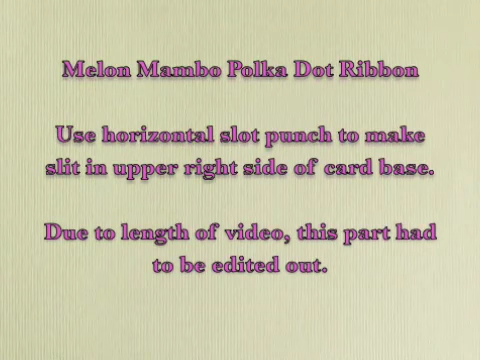 Melon Mambo Polka Dot Ribbon
Use horizontal slot punch to make
slit in upper right side of card base.
Due to length of video, this part had
to be edited out.